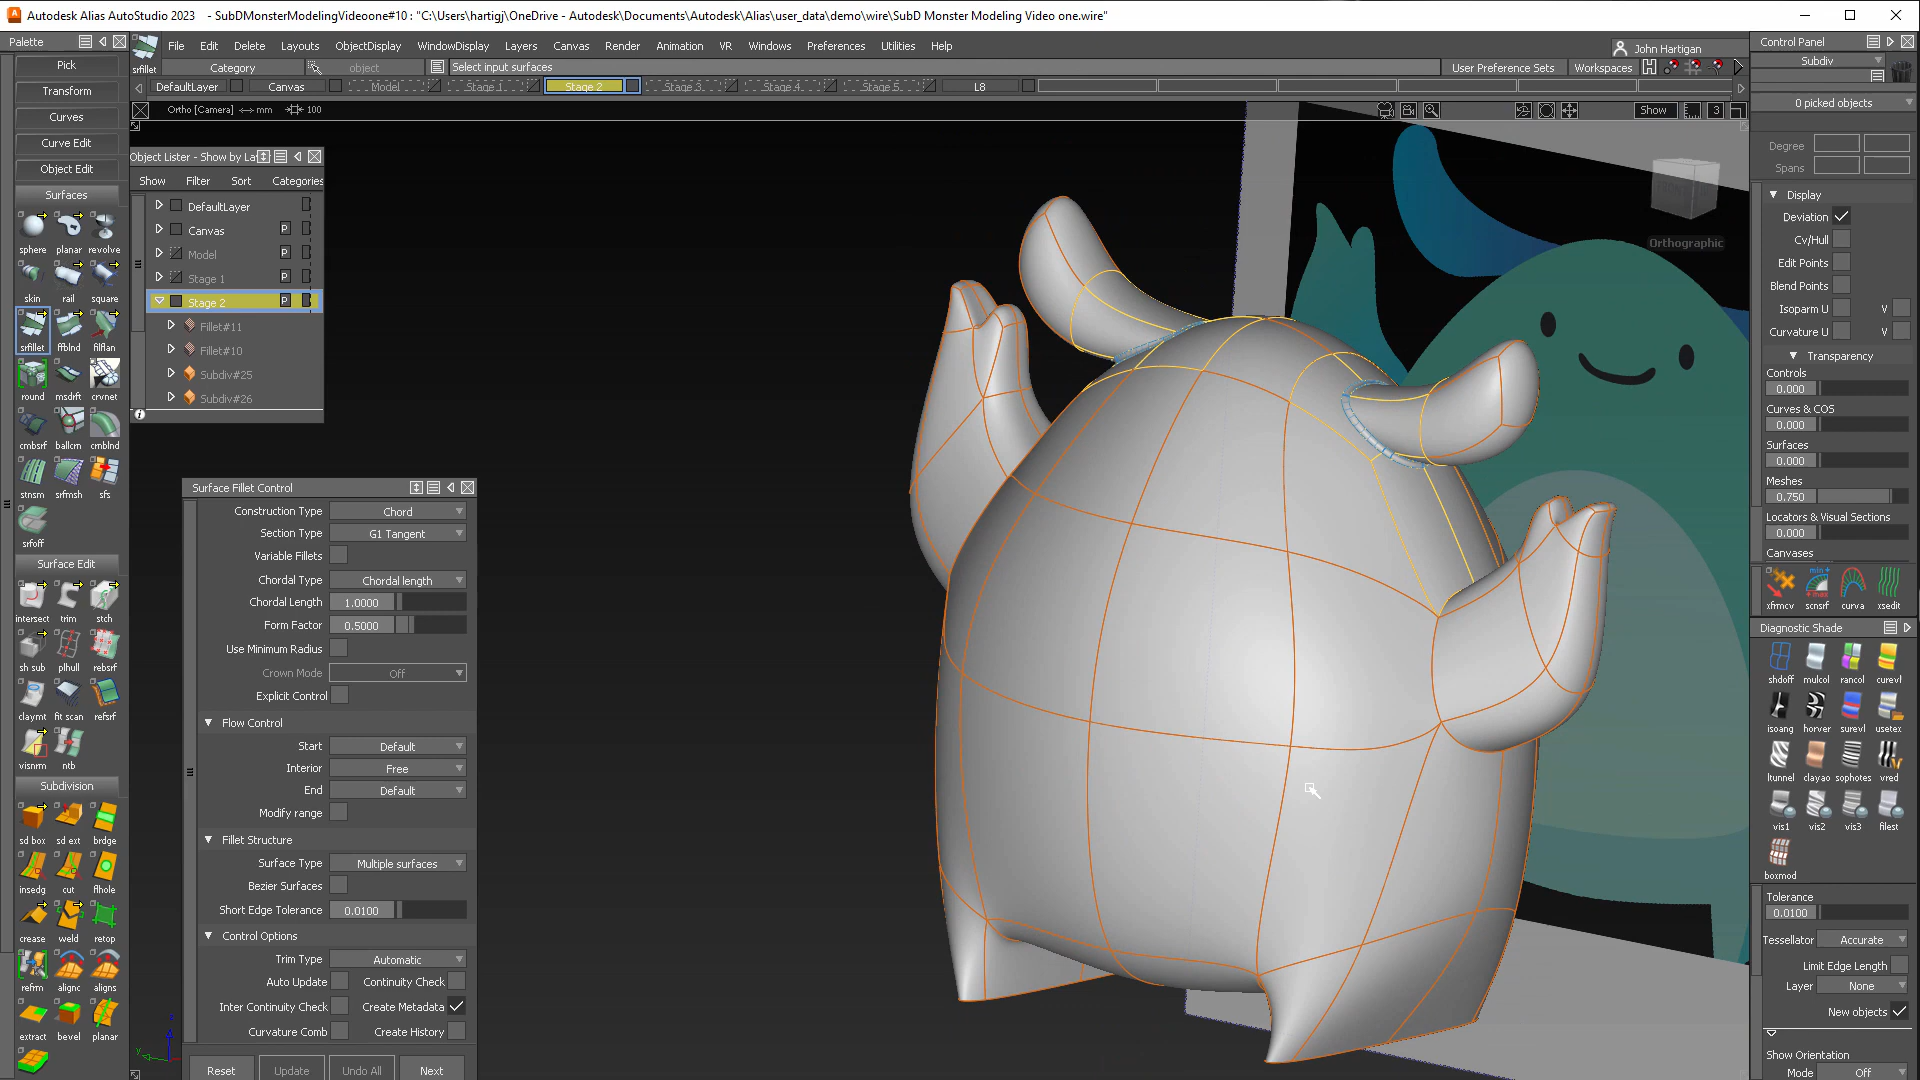 Autodesk Alias AutoStudio 2023 - SubDMonsterModelingVideoone#10 : "C:\Users\hartigj\OneDrive - Autodesk\Documents\Autodesk\Alias\user_data\demo\wire\SubD Monster Modeling Video one.wire"
Palette
File Edit Delete Layouts ObjectDisplay WindowDisplay Layers Canvas Render Animation VR Windows Preferences Utilities Help
John Hartigan
Control Panel
srfillet Category object Select input surfaces User Preference Sets Workspaces
Subdiv
DefaultLayer Canvas Model Stage 1 Stage 2 Stage 3 Stage 4 Stage 5 L8
Ortho [Camera] mm 100 Show 3
0 picked objects
Degree
Spans
Display
Deviation
Cv/Hull
Edit Points
Blend Points
Isoparm U V
Curvature U V
Transparency
Controls
0.000
Curves & COS
0.000
Surfaces
0.000
Meshes
0.750
Locators & Visual Sections
0.000
Canvases
xfrmcv scnsrf curva xsedit
Diagnostic Shade
shdoff mulcol rancol curevl
isoang horver surevl usetex
ltunnel clayao sophotes vred
vis1 vis2 vis3 filest
boxmod
Tolerance
0.0100
Tessellator Accurate
Limit Edge Length
Layer None
New objects
Show Orientation
Mode Off
Orthographic
Pick
Transform
Curves
Curve Edit
Object Edit
Surfaces
sphere planar revolve
skin rail square
srfillet ffblnd filflan
round msdrft crvnet
cmbsrf ballcrn crnblnd
stnsrn srfmsh sfs
srfoff
Surface Edit
intersect trim stch
sh sub plhull rebsrf
claymt fit scan refsrf
visnrm ntb
Subdivision
sd box sd ext brdge
insedg cut flhole
crease weld retop
refrm alignc aligns
extract bevel planar
Object Lister - Show by La
Show Filter Sort Categories
DefaultLayer
Canvas P
Model P
Stage 1 P
Stage 2 P
Fillet#11
Fillet#10
Subdiv#25
Subdiv#26
Surface Fillet Control
Construction Type Chord
Section Type G1 Tangent
Variable Fillets
Chordal Type Chordal length
Chordal Length 1.0000
Form Factor 0.5000
Use Minimum Radius
Crown Mode Off
Explicit Control
Flow Control
Start Default
Interior Free
End Default
Modify range
Fillet Structure
Surface Type Multiple surfaces
Bezier Surfaces
Short Edge Tolerance 0.0100
Control Options
Trim Type Automatic
Auto Update Continuity Check
Inter Continuity Check Create Metadata
Curvature Comb Create History
Reset Update Undo All Next